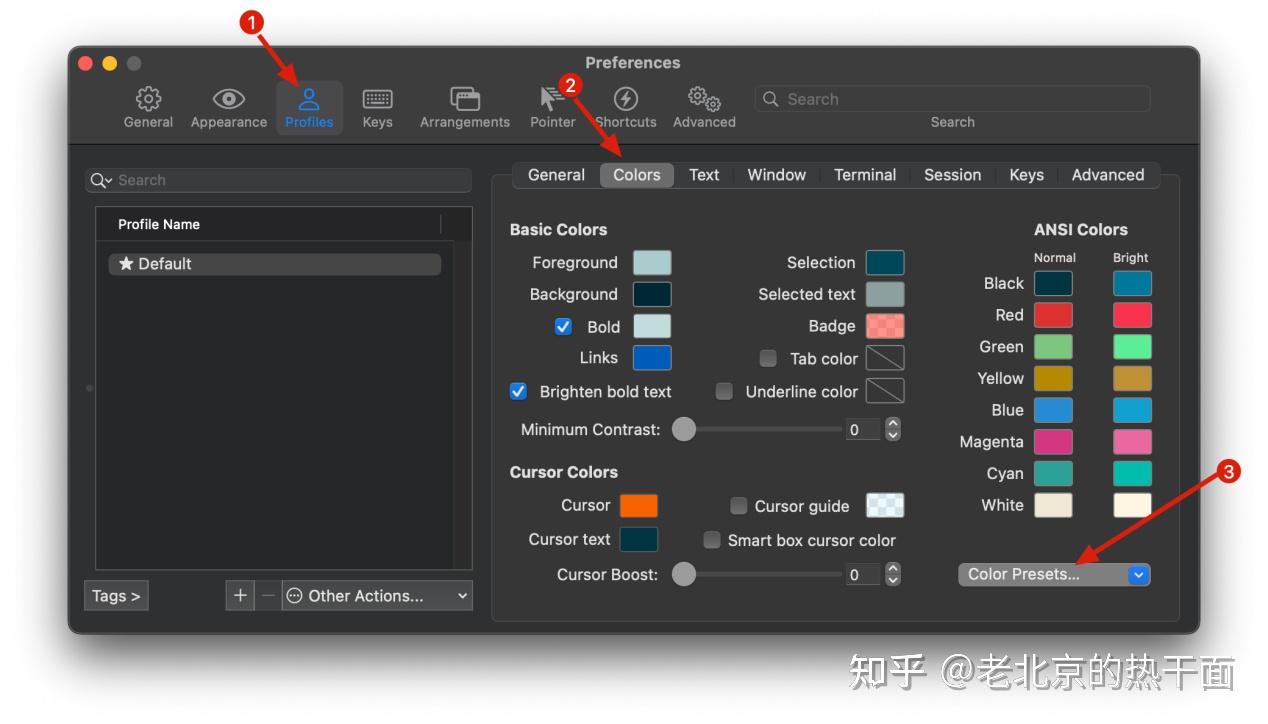 1
Preferences
2
General Appearance Profiles Keys Arrangements Pointer Shortcuts Advanced
Search
Search
Search
Profile Name
Default
Tags >
Other Actions...
General Colors Text Window Terminal Session Keys Advanced
Basic Colors
Foreground
Background
Bold
Links
Brighten bold text
Selection
Selected text
Badge
Tab color
Underline color
Minimum Contrast: 0
Cursor Colors
Cursor
Cursor text
Cursor guide
Smart box cursor color
Cursor Boost: 0
ANSI Colors
Normal Bright
Black
Red
Green
Yellow
Blue
Magenta
Cyan
White
3
Color Presets...
知乎 @老北京的热干面